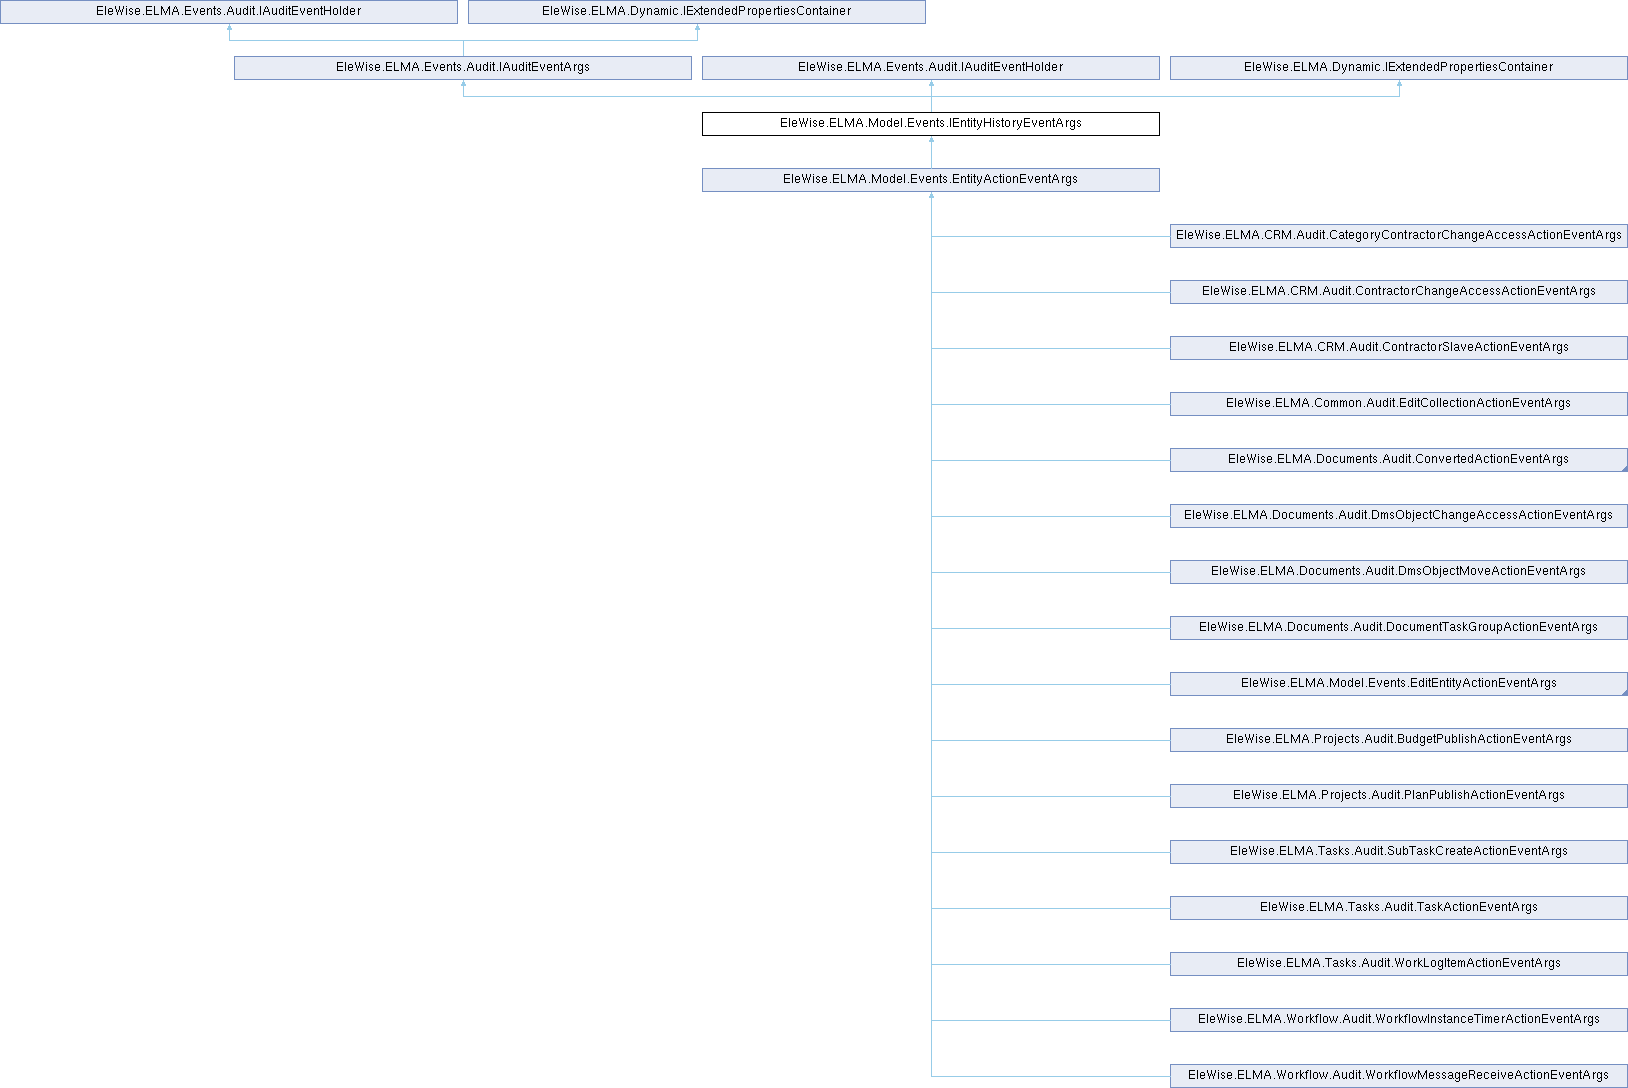 EleWise.ELMA.Events.Audit.IAuditEventHolder
EleWise.ELMA.Dynamic.IExtendedPropertiesContainer
EleWise.ELMA.Events.Audit.IAuditEventArgs
EleWise.ELMA.Events.Audit.IAuditEventHolder
EleWise.ELMA.Dynamic.IExtendedPropertiesContainer
EleWise.ELMA.Model.Events.IEntityHistoryEventArgs
EleWise.ELMA.Model.Events.EntityActionEventArgs
EleWise.ELMA.CRM.Audit.CategoryContractorChangeAccessActionEventArgs
EleWise.ELMA.CRM.Audit.ContractorChangeAccessActionEventArgs
EleWise.ELMA.CRM.Audit.ContractorSlaveActionEventArgs
EleWise.ELMA.Common.Audit.EditCollectionActionEventArgs
EleWise.ELMA.Documents.Audit.ConvertedActionEventArgs
EleWise.ELMA.Documents.Audit.DmsObjectChangeAccessActionEventArgs
EleWise.ELMA.Documents.Audit.DmsObjectMoveActionEventArgs
EleWise.ELMA.Documents.Audit.DocumentTaskGroupActionEventArgs
EleWise.ELMA.Model.Events.EditEntityActionEventArgs
EleWise.ELMA.Projects.Audit.BudgetPublishActionEventArgs
EleWise.ELMA.Projects.Audit.PlanPublishActionEventArgs
EleWise.ELMA.Tasks.Audit.SubTaskCreateActionEventArgs
EleWise.ELMA.Tasks.Audit.TaskActionEventArgs
EleWise.ELMA.Tasks.Audit.WorkLogItemActionEventArgs
EleWise.ELMA.Workflow.Audit.WorkflowInstanceTimerActionEventArgs
EleWise.ELMA.Workflow.Audit.WorkflowMessageReceiveActionEventArgs